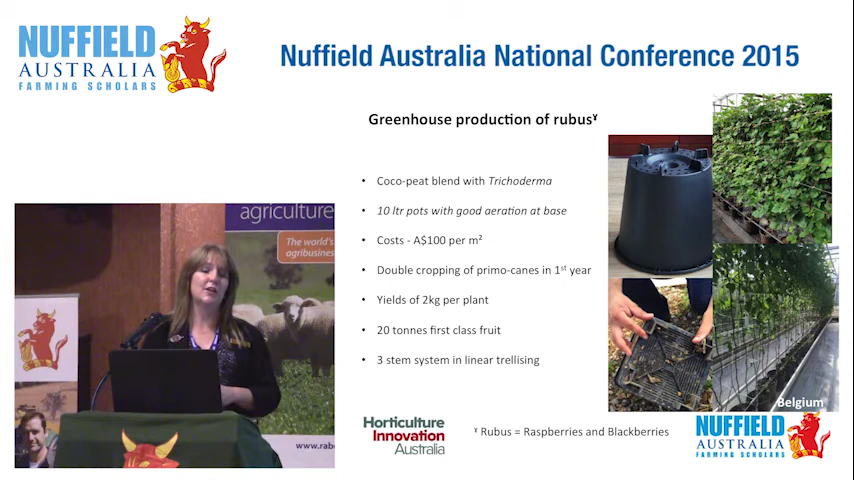 NUFFIELD
AUSTRALIA
FARMING SCHOLARS
Nuffield Australia National Conference 2015
Greenhouse production of rubus¥
• Coco-peat blend with Trichoderma
• 10 ltr pots with good aeration at base
• Costs - A$100 per m²
• Double cropping of primo-canes in 1st year
• Yields of 2kg per plant
• 20 tonnes first class fruit
• 3 stem system in linear trellising
agriculture
The world's
agribusiness
www.rab
Belgium
Horticulture
Innovation
Australia
¥ Rubus = Raspberries and Blackberries
NUFFIELD
AUSTRALIA
FARMING SCHOLARS